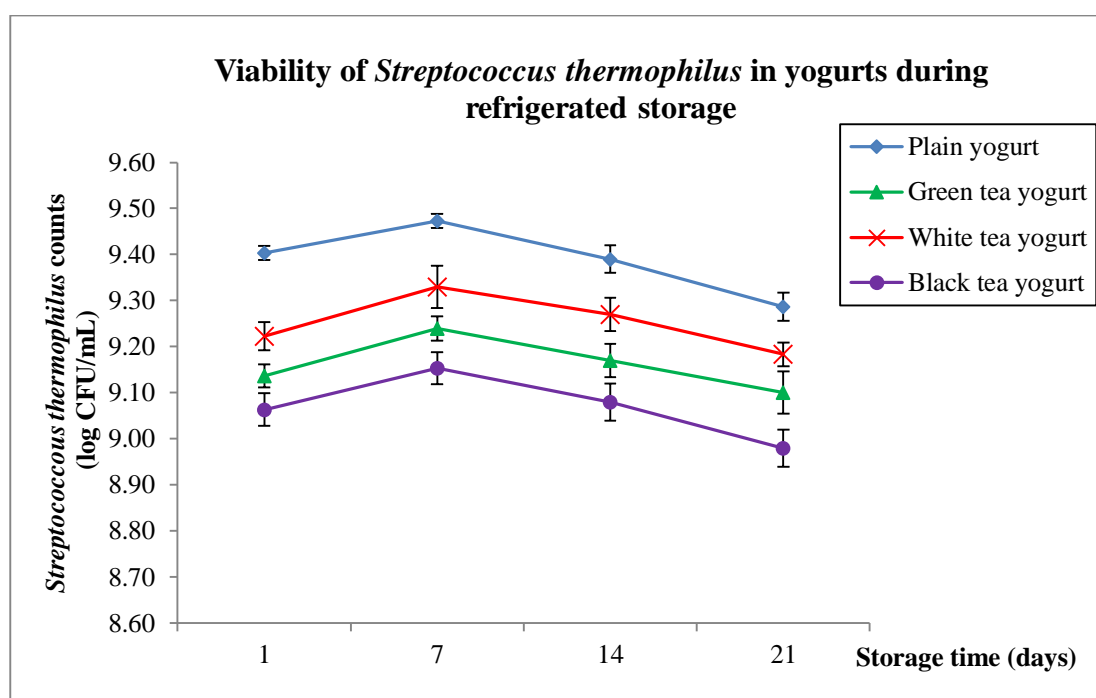 Viability of Streptococcus thermophilus in yogurts during
refrigerated storage
Plain yogurt
Green tea yogurt
White tea yogurt
Black tea yogurt
Streptococcous thermophilus counts
(log CFU/mL)
9.60
9.50
9.40
9.30
9.20
9.10
9.00
8.90
8.80
8.70
8.60
1 7 14 21
Storage time (days)